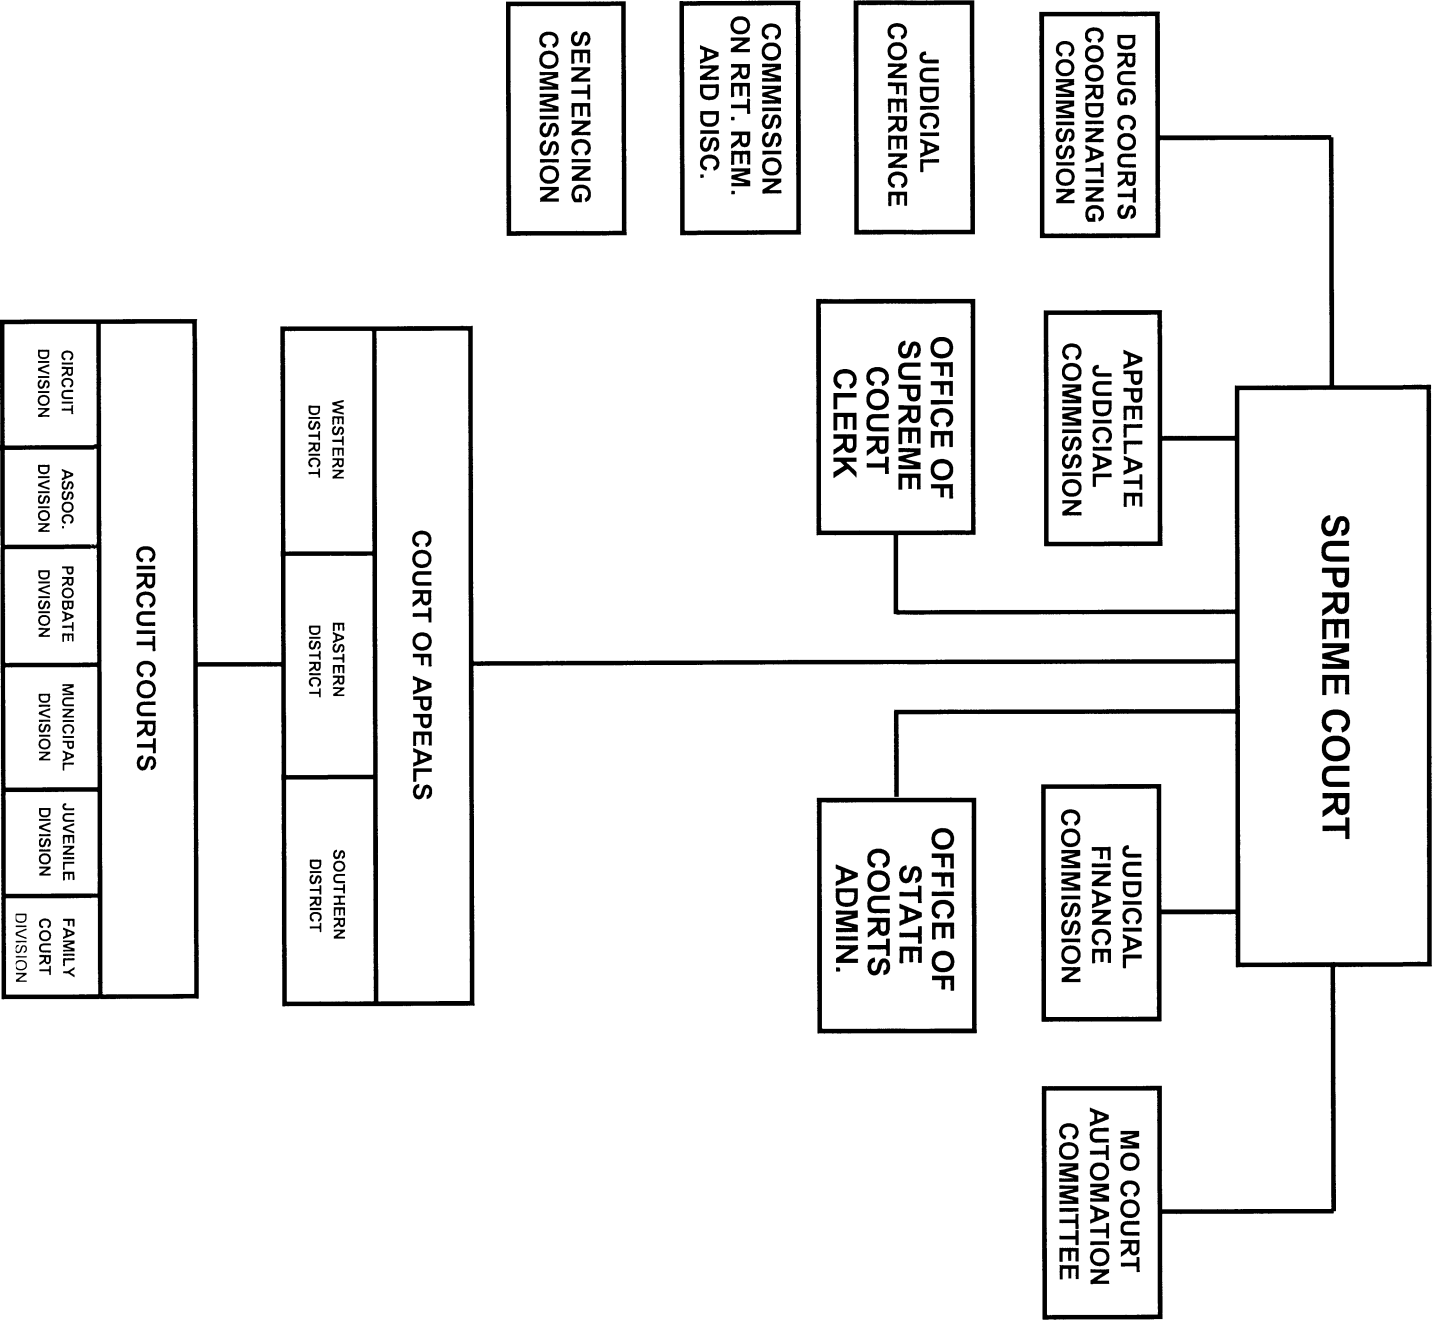 SUPREME COURT
DRUG COURTS
COORDINATING
COMMISSION
APPELLATE
JUDICIAL
COMMISSION
JUDICIAL
FINANCE
COMMISSION
MO COURT
AUTOMATION
COMMITTEE
JUDICIAL
CONFERENCE
OFFICE OF
SUPREME
COURT
CLERK
OFFICE OF
STATE
COURTS
ADMIN.
COMMISSION
ON RET. REM.
AND DISC.
SENTENCING
COMMISSION
COURT OF APPEALS
WESTERN
DISTRICT
EASTERN
DISTRICT
SOUTHERN
DISTRICT
CIRCUIT COURTS
CIRCUIT
DIVISION
ASSOC.
DIVISION
PROBATE
DIVISION
MUNICIPAL
DIVISION
JUVENILE
DIVISION
FAMILY
COURT
DIVISION